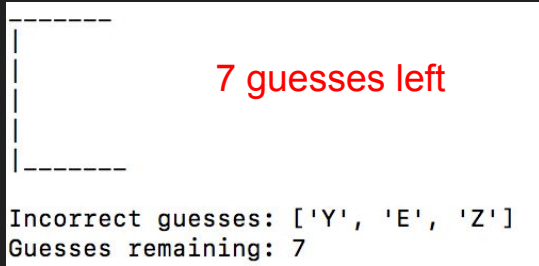 7 guesses left
Incorrect guesses: ['Y', 'E', 'Z']
Guesses remaining: 7